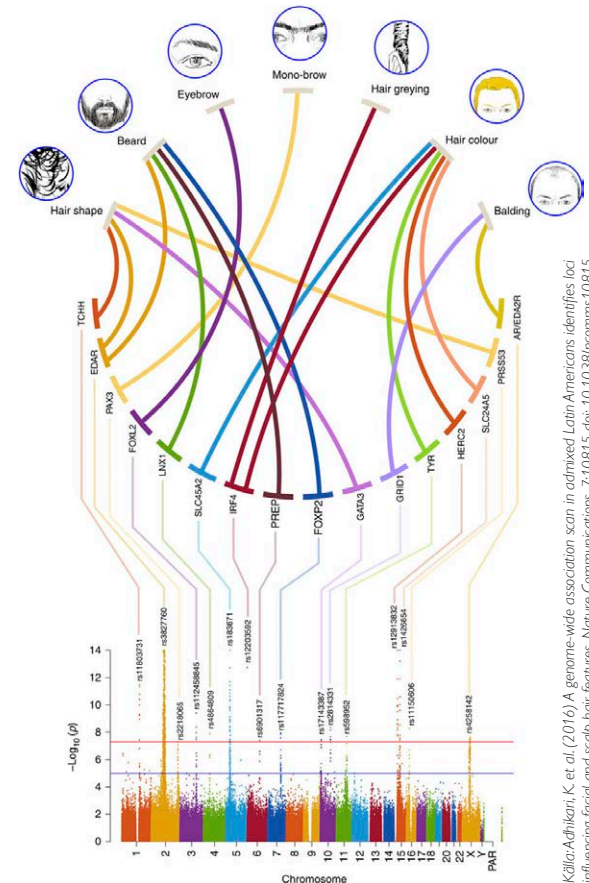 Mono-brow
Eyebrow
Hair greying
Beard
Hair colour
Hair shape
Balding
TCHH
EDAR
PAX3
FOXL2
LNX1
SLC45A2
IRF4
PREP
FOXP2
GATA3
GRID1
TYR
HERC2
SLC24A5
PRSS53
AR/EDA2R
rs11803731
rs3827760
rs2218065
rs112458845
rs4864809
rs183671
rs12203592
rs6901317
rs117717824
rs17143387
rs2814331
rs598952
rs12913832
rs1426654
rs11150606
rs4258142
–Log10 (p)
14
12
10
8
6
4
2
0
1 2 3 4 5 6 7 8 9 10 11 12 13 14 15 16 17 18 20 22 X Y PAR
Chromosome
Källa: Adhikari, K. et al. (2016) A genome-wide association scan in admixed Latin Americans identifies loci
influencing facial and scalp hair features. Nature Communications. 7:10815 doi: 10.1038/ncomms10815